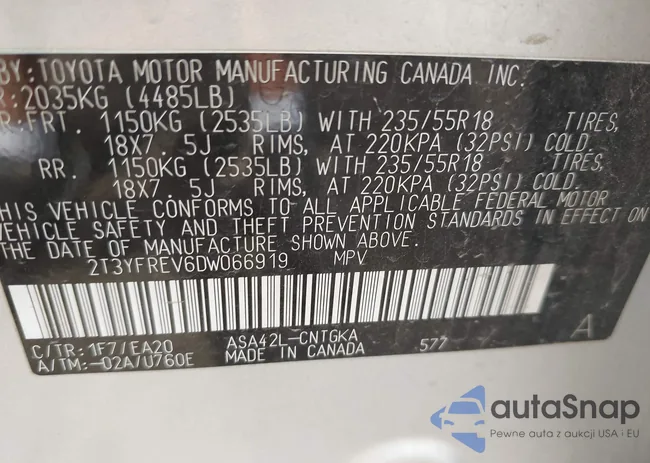 BY: TOYOTA MOTOR MANUFACTURING CANADA INC.
R: 2035KG (4485LB)
R-FRT. 1150KG (2535LB) WITH 235/55R18 TIRES,
18X7.5J RIMS, AT 220KPA (32PSI) COLD.
RR. 1150KG (2535LB) WITH 235/55R18 TIRES,
18X7.5J RIMS, AT 220KPA (32PSI) COLD.
THIS VEHICLE CONFORMS TO ALL APPLICABLE FEDERAL MOTOR
VEHICLE SAFETY AND THEFT PREVENTION STANDARDS IN EFFECT ON
THE DATE OF MANUFACTURE SHOWN ABOVE.
2T3YFREV6DW066919 MPV
C/TR: 1F7/EA20 ASA42L-CNTGKA 577 A
A/TM:-02A/U760E MADE IN CANADA
autaSnap
Pewne auta z aukcji USA i EU